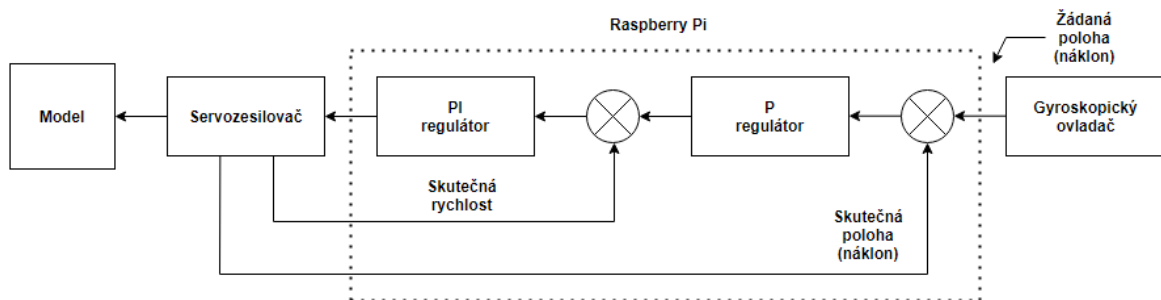 Raspberry Pi
Žádaná
poloha
(náklon)
Model
Servozesilovač
PI
regulátor
P
regulátor
Gyroskopický
ovladač
Skutečná
rychlost
Skutečná
poloha
(náklon)